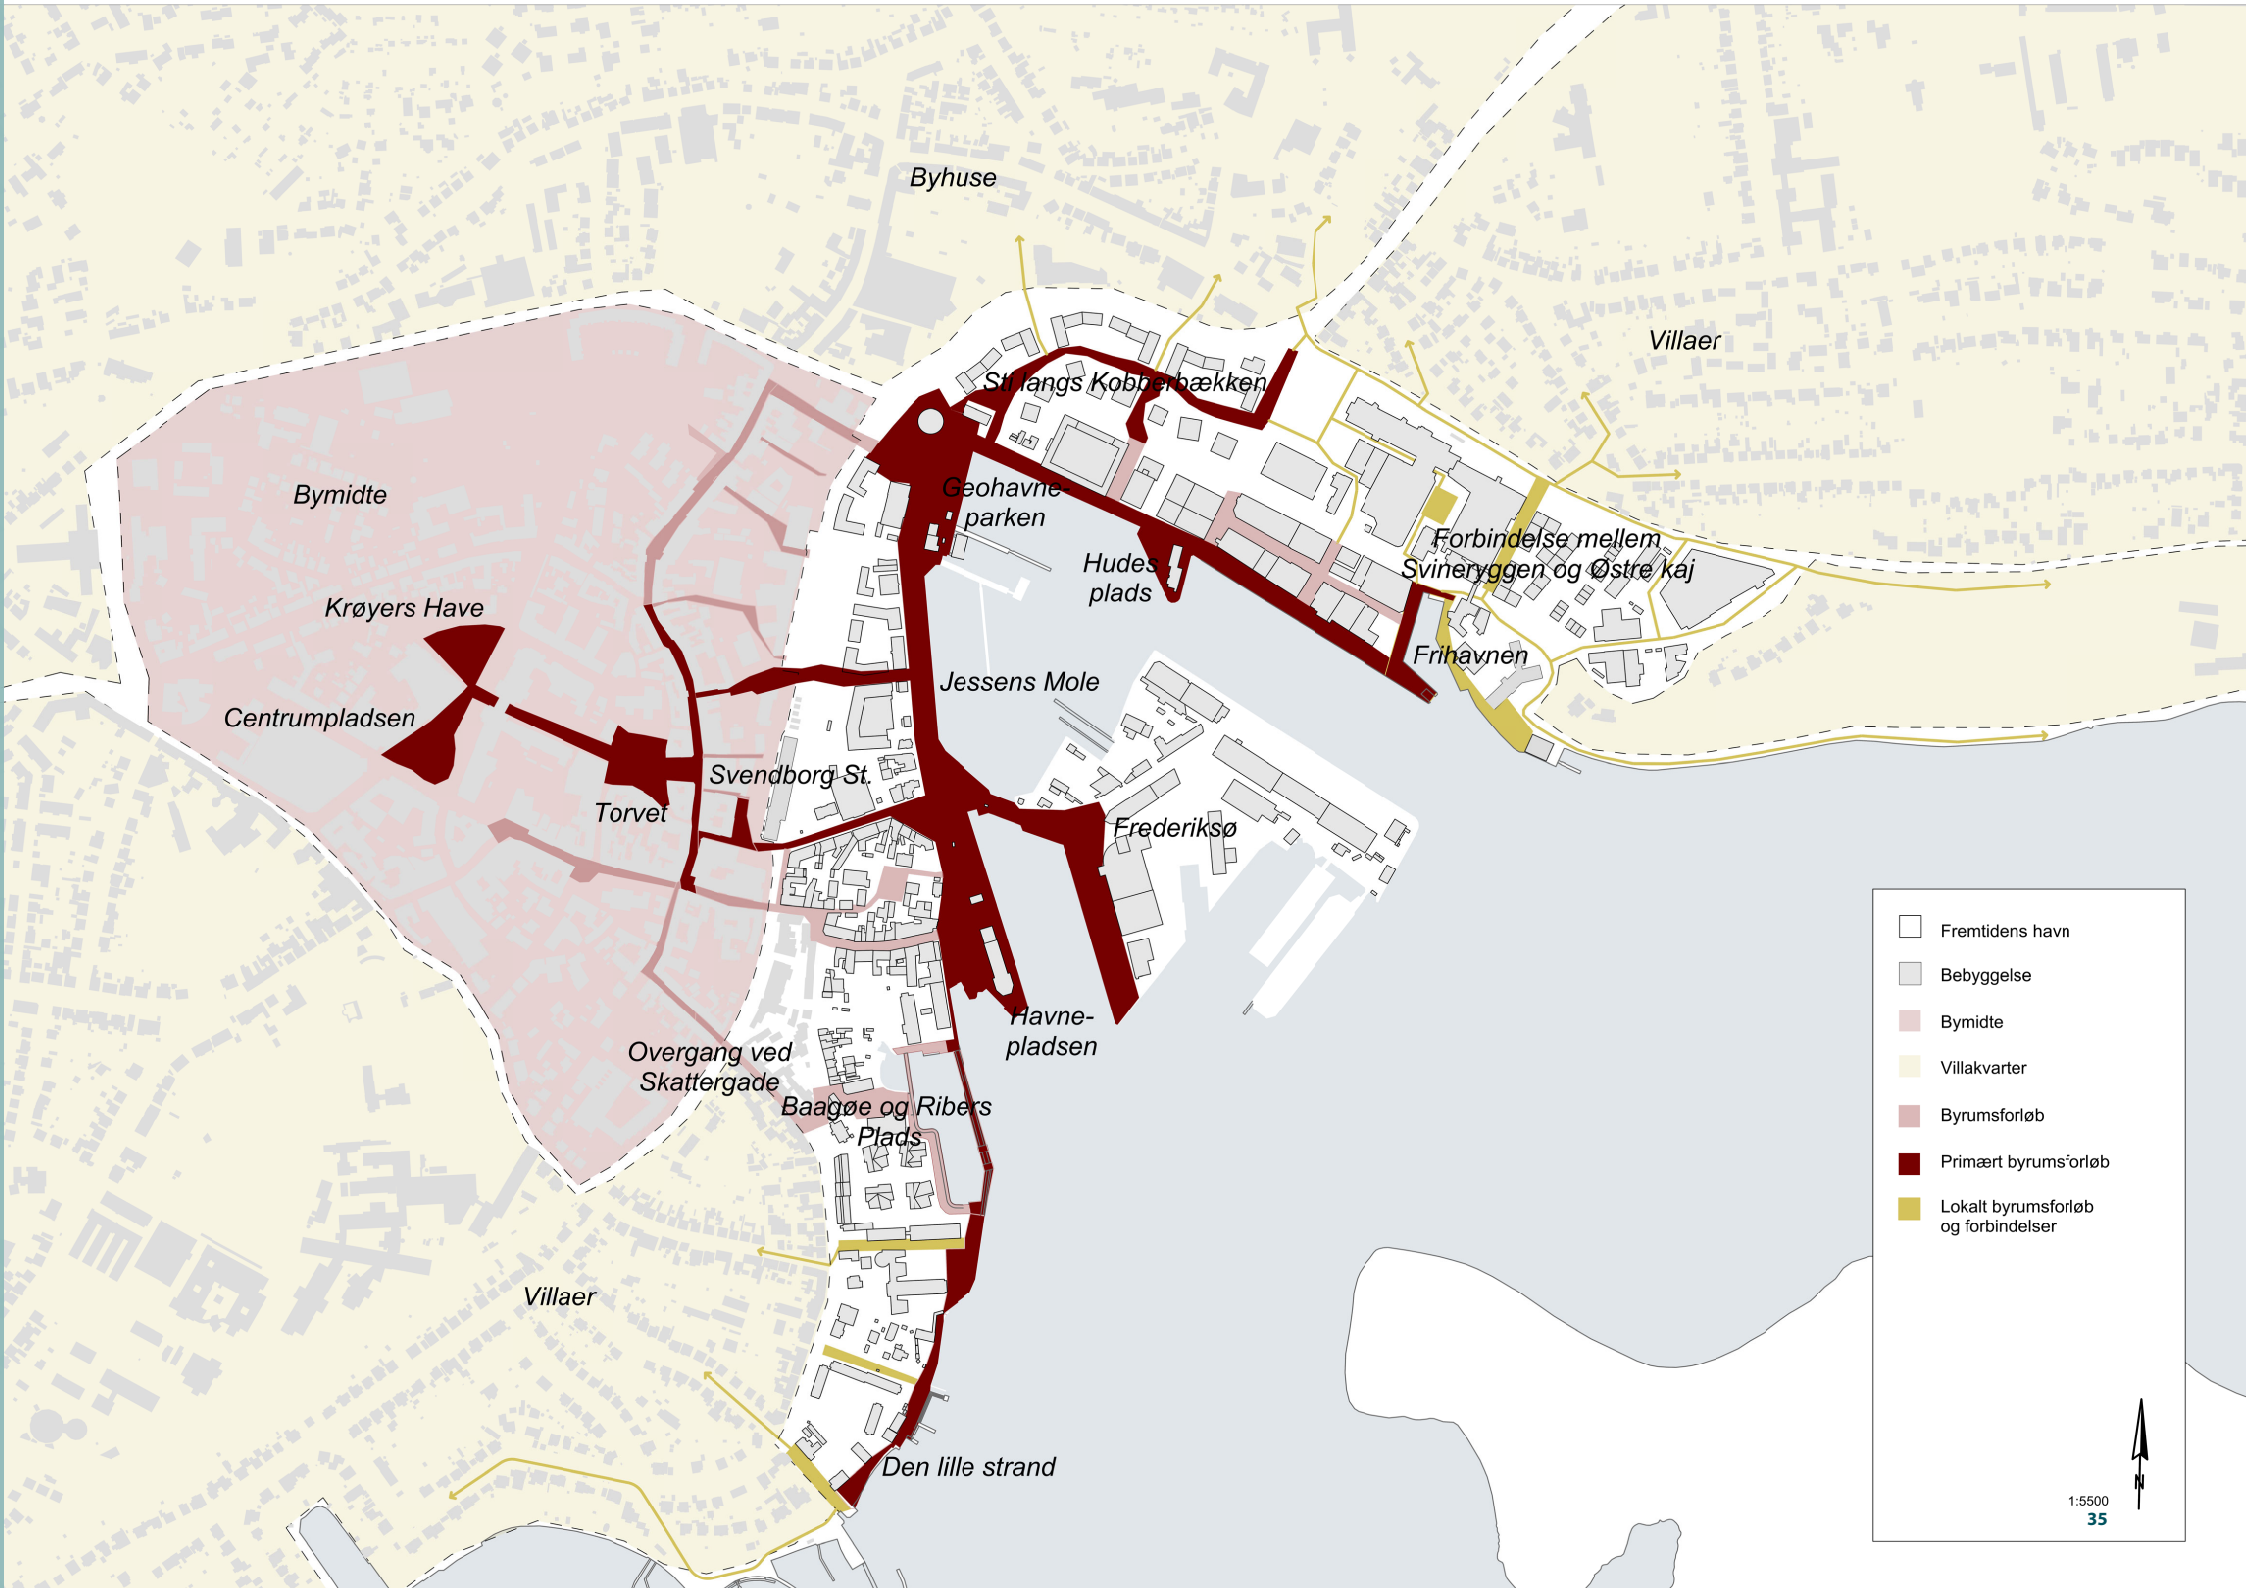 Byhuse
Villaer
Sti langs Kobberbækken
Bymidte
Geohavne-
parken
Forbindelse mellem
Svineryggen og Østre kaj
Hudes
plads
Krøyers Have
Frihavnen
Jessens Mole
Centrumpladsen
Svendborg St.
Torvet
Frederiksø
Havne-
pladsen
Overgang ved
Skattergade
Baagøe og Ribers
Plads
Villaer
Den lille strand
Fremtidens havn
Bebyggelse
Bymidte
Villakvarter
Byrumsforløb
Primært byrumsforløb
Lokalt byrumsforløb
og forbindelser
N
1:5500
35